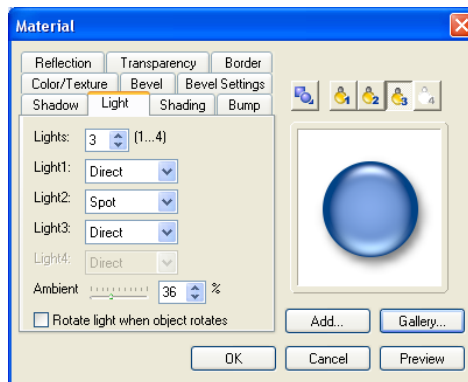 Material
Reflection Transparency Border
Color/Texture Bevel Bevel Settings
Shadow Light Shading Bump
Lights: 3 (1...4)
Light1: Direct
Light2: Spot
Light3: Direct
Light4: Direct
Ambient 36 %
Rotate light when object rotates
1 2 3 4
Add... Gallery...
OK Cancel Preview